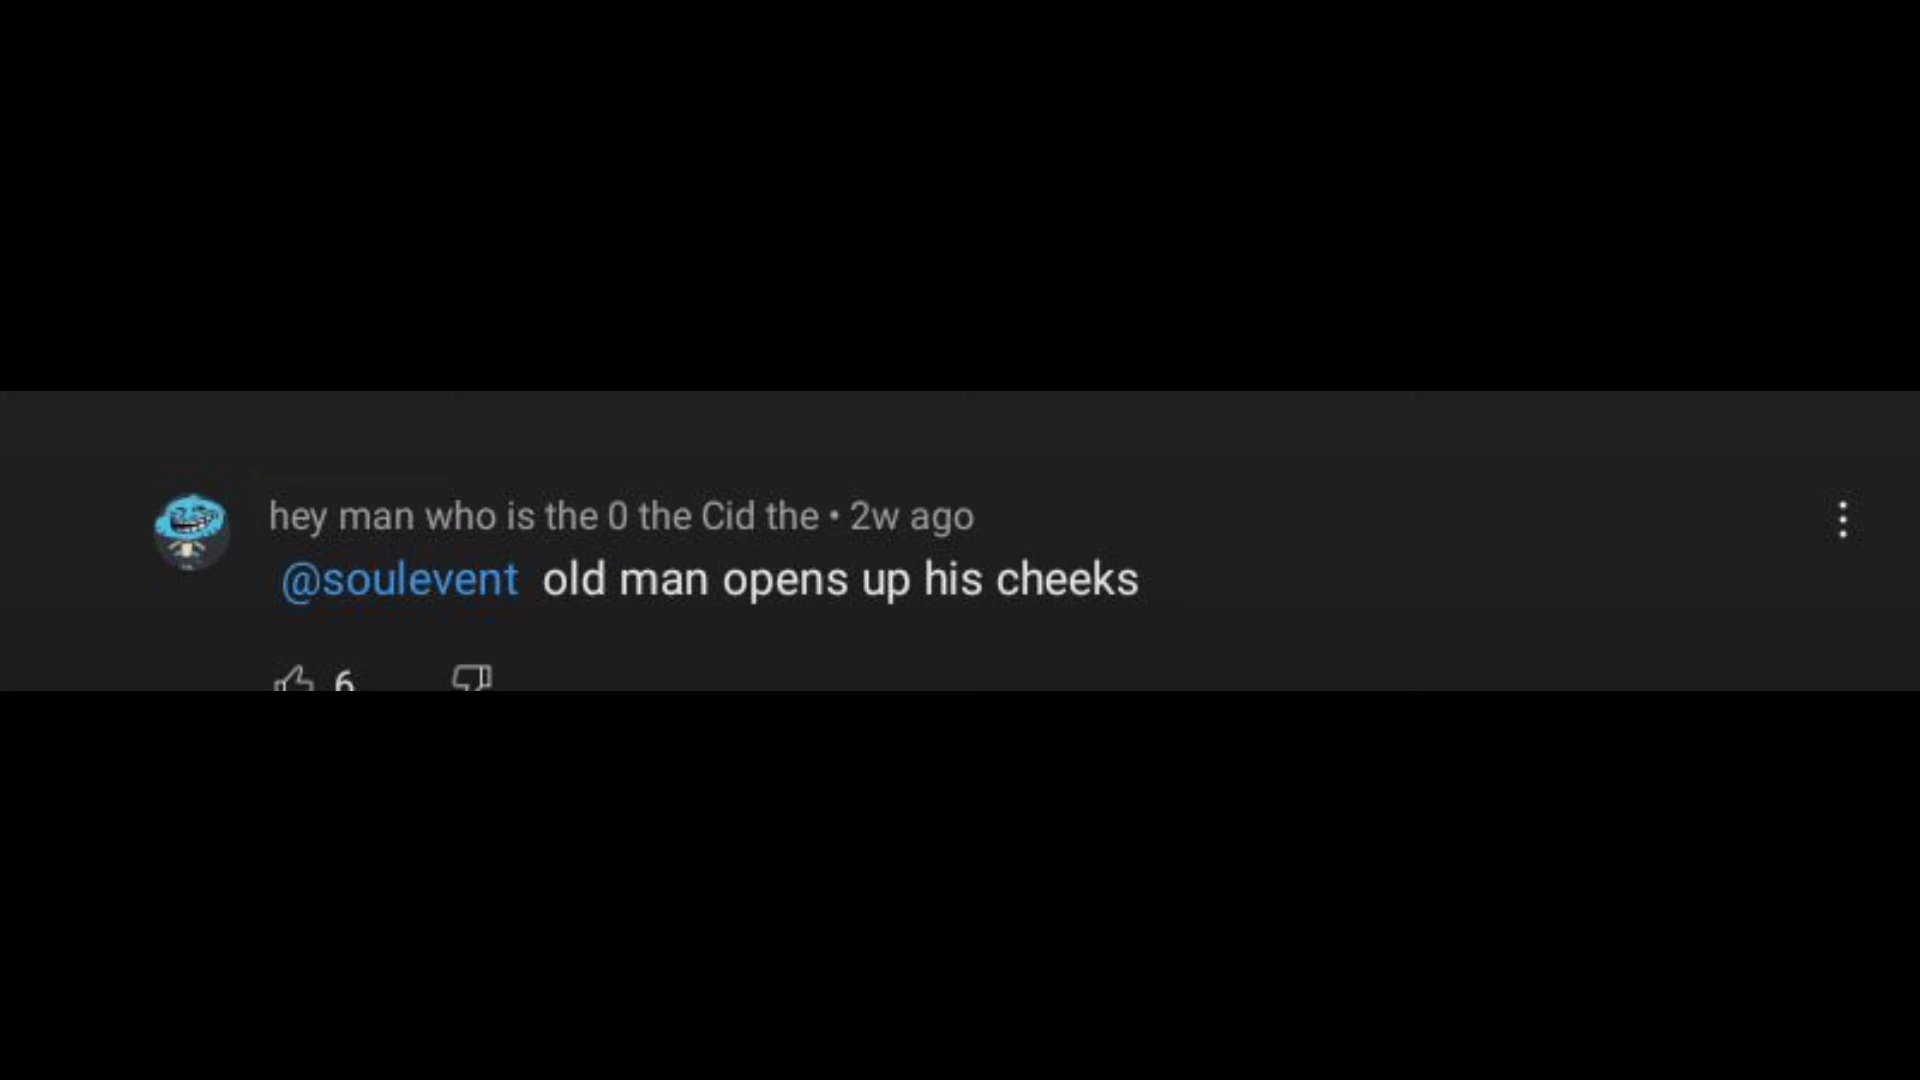 hey man who is the 0 the Cid the • 2w ago
@soulevent old man opens up his cheeks
6